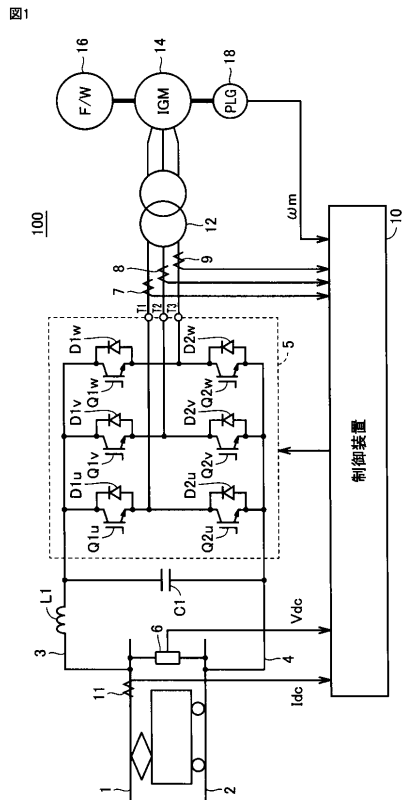 図1
100
16
14
18
F/W
IGM
PLG
ωm
12
7
8
9
T1
T2
T3
D1u
D1v
D1w
Q1u
Q1v
Q1w
D2u
D2v
D2w
Q2u
Q2v
Q2w
5
L1
3
C1
6
4
11
1
2
Vdc
Idc
制御装置
10